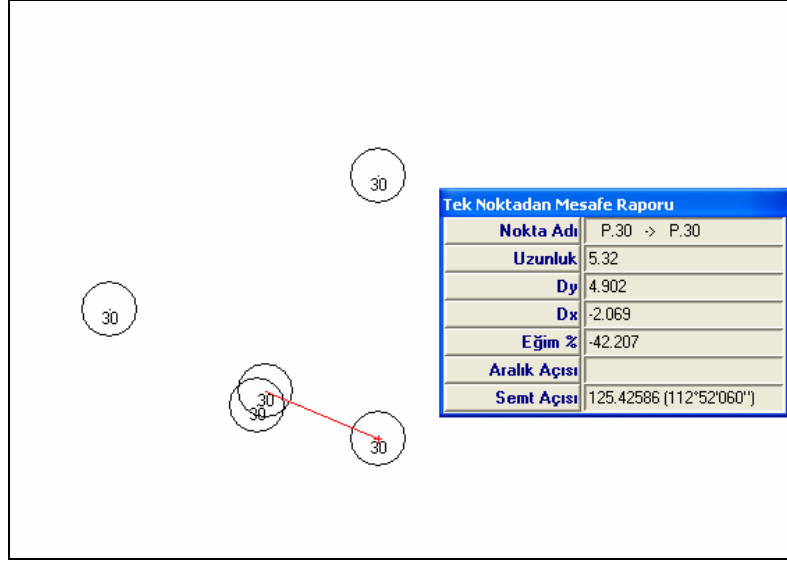 30
Tek Noktadan Mesafe Raporu
Nokta Adı P.30 -> P.30
Uzunluk 5.32
Dy 4.902
Dx -2.069
Eğim % -42.207
Aralık Açısı
Semt Açısı 125.42586 (112°52'060'')
30
30
30
30